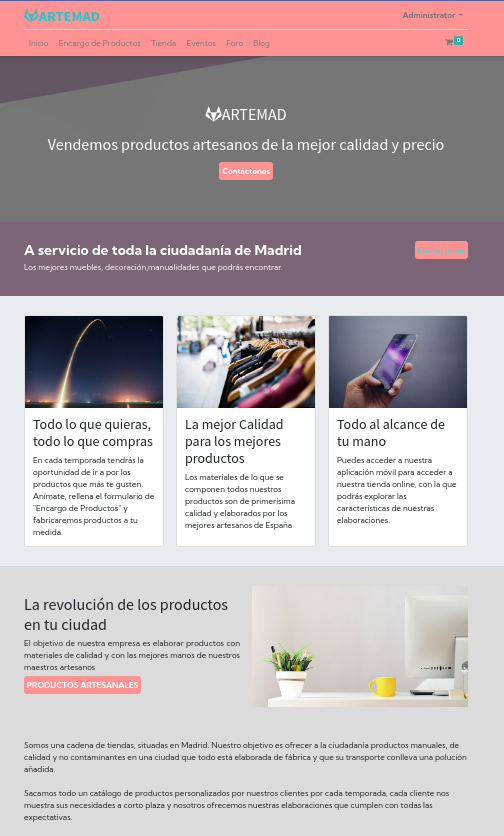 ARTEMAD
Administrator
Inicio Encargo de Productos Tienda Eventos Foro Blog
0
ARTEMAD
Vendemos productos artesanos de la mejor calidad y precio
Contáctonos
A servicio de toda la ciudadanía de Madrid
Los mejores muebles, decoración,manualidades que podrás encontrar.
Todo lo que quieras,
todo lo que compras
En cada temporada tendrás la
oportunidad de ir a por los
productos que más te gusten.
Anímate, rellena el formulario de
"Encargo de Productos" y
fabricaremos productos a tu
medida.
La mejor Calidad
para los mejores
productos
Los materiales de lo que se
componen todos nuestros
productos son de primerísima
calidad y elaborados por los
mejores artesanos de España
Todo al alcance de
tu mano
Puedes acceder a nuestra
aplicación móvil para acceder a
nuestra tienda online, con la que
podrás explorar las
características de nuestras
elaboraciones.
La revolución de los productos
en tu ciudad
El objetivo de nuestra empresa es elaborar productos con
materiales de calidad y con las mejores manos de nuestros
maestros artesanos
PRODUCTOS ARTESANALES
Somos una cadena de tiendas, situadas en Madrid. Nuestro objetivo es ofrecer a la ciudadanía productos manuales, de
calidad y no contaminantes en una ciudad que todo está elaborada de fábrica y que su transporte conlleva una polución
añadida.
Sacamos todo un catálogo de productos personalizados por nuestros clientes por cada temporada, cada cliente nos
muestra sus necesidades a corto plaza y nosotros ofrecemos nuestras elaboraciones que cumplen con todas las
expectativas.